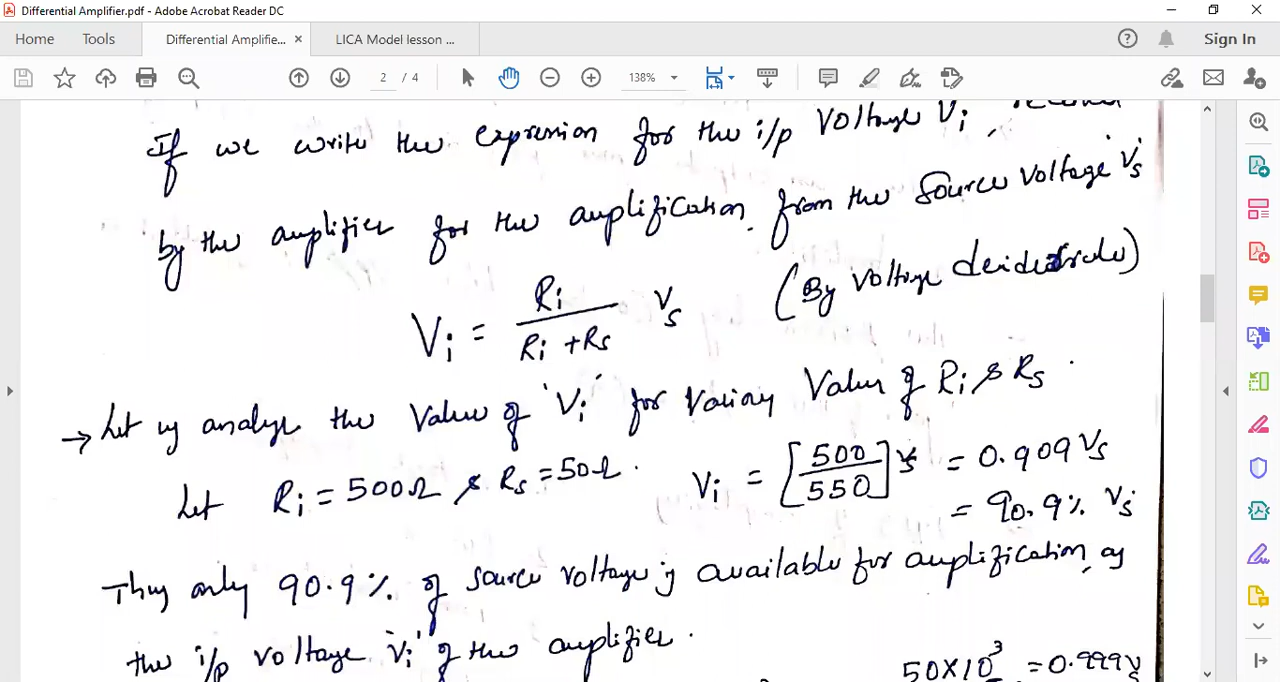 Differential Amplifier.pdf - Adobe Acrobat Reader DC
Home Tools Differential Amplifie... × LICA Model lesson ... Sign In
2 / 4 138%
If we write the expression for the i/p voltage Vi,
by the amplifier for the amplification from the source voltage 'Vs'
Vi = Ri / (Ri + Rs) Vs (By voltage deider rule)
→ Let us analyse the value of 'Vi' for varing value of Ri & Rs.
Let Ri = 500Ω & Rs = 50Ω. Vi = [500/550] Vs = 0.909 Vs
= 90.9% Vs
Thus only 90.9% of source voltage is available for amplification, as
the i/p voltage 'Vi' of the amplifier.
50×10³ = 0.999Vs